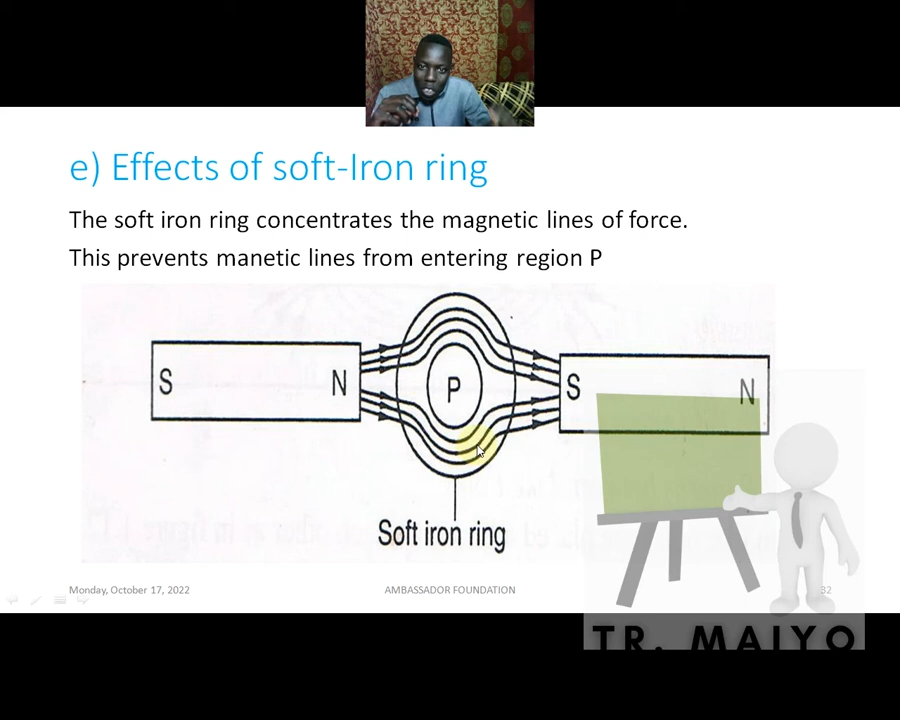 e) Effects of soft-Iron ring
The soft iron ring concentrates the magnetic lines of force.
This prevents manetic lines from entering region P
S N P S N
Soft iron ring
Monday, October 17, 2022 AMBASSADOR FOUNDATION 32
TR. MAIYO